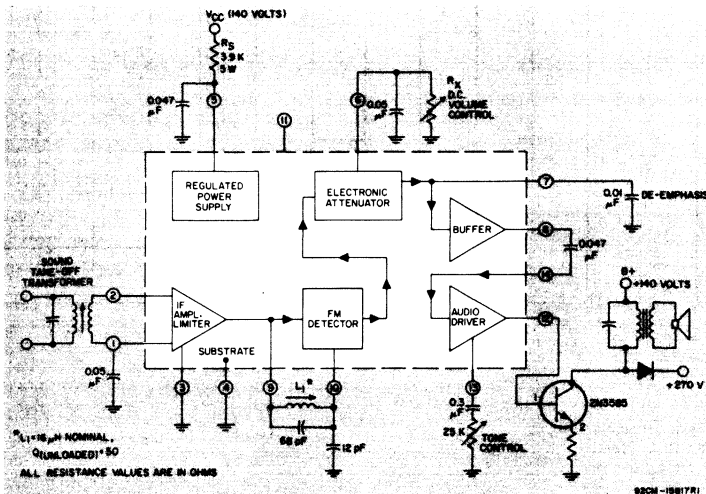 VCC (140 VOLTS)
RS
3.9 K
5 W
0.047
μF
5
11
6
0.05
μF
RX
D.C.
VOLUME
CONTROL
REGULATED
POWER
SUPPLY
ELECTRONIC
ATTENUATOR
7
0.01
μF
DE-EMPHASIS
BUFFER
8
0.047
μF
14
SOUND
TAKE-OFF
TRANSFORMER
2
1
IF
AMPL.-
LIMITER
FM
DETECTOR
AUDIO
DRIVER
12
B+
+140 VOLTS
+270 V
SUBSTRATE
0.05
μF
3
4
9
L1*
10
13
0.3
μF
25 K
TONE
CONTROL
1
2N3585
2
68 pF
12 pF
*L1=16 μH NOMINAL,
Q(UNLOADED)=50
ALL RESISTANCE VALUES ARE IN OHMS
92CM-15817R1